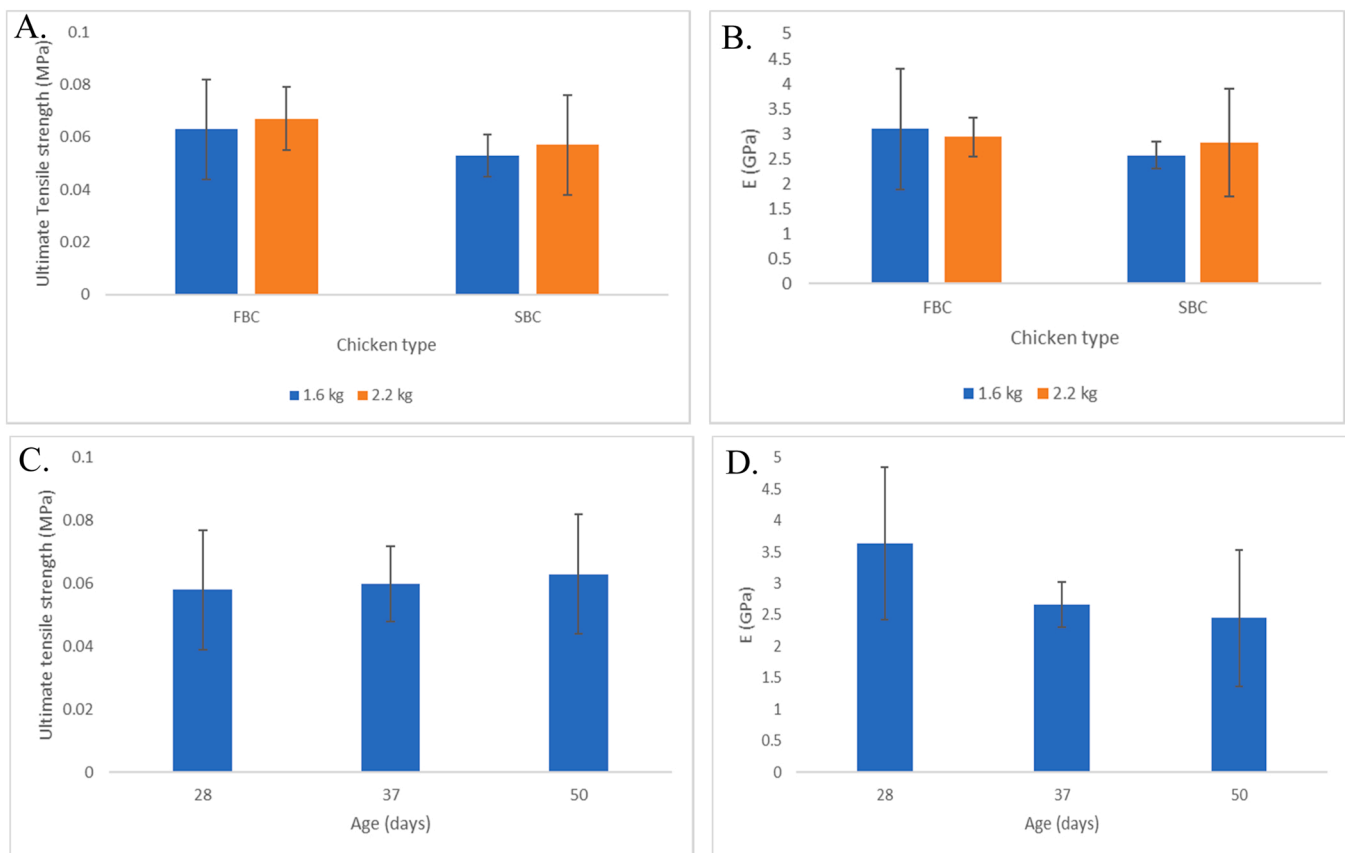 A.
Ultimate Tensile strength (MPa)
0.1
0.08
0.06
0.04
0.02
0
FBC
SBC
Chicken type
1.6 kg
2.2 kg
B.
E (GPa)
5
4.5
4
3.5
3
2.5
2
1.5
1
0.5
0
FBC
SBC
Chicken type
1.6 kg
2.2 kg
C.
Ultimate tensile strength (MPa)
0.1
0.08
0.06
0.04
0.02
0
28
37
50
Age (days)
D.
E (GPa)
5
4.5
4
3.5
3
2.5
2
1.5
1
0.5
0
28
37
50
Age (days)